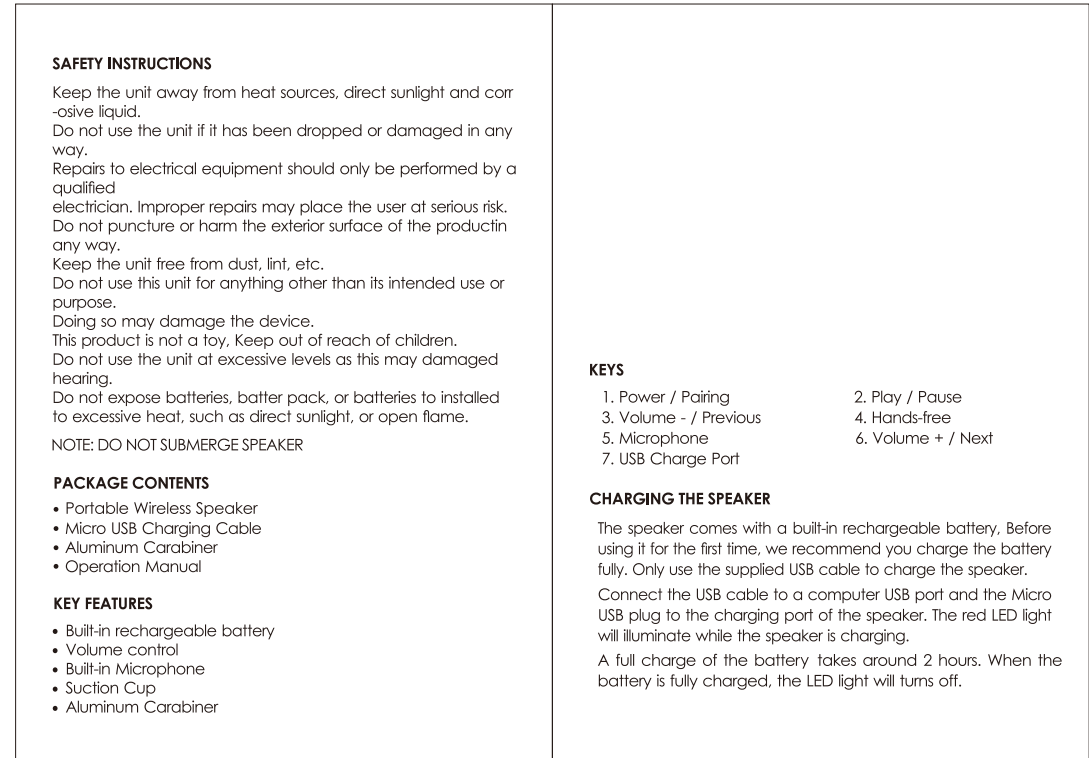 SAFETY INSTRUCTIONS
Keep the unit away from heat sources, direct sunlight and corr
-osive liquid.
Do not use the unit if it has been dropped or damaged in any
way.
Repairs to electrical equipment should only be performed by a
qualified
electrician. Improper repairs may place the user at serious risk.
Do not puncture or harm the exterior surface of the productin
any way.
Keep the unit free from dust, lint, etc.
Do not use this unit for anything other than its intended use or
purpose.
Doing so may damage the device.
This product is not a toy, Keep out of reach of children.
Do not use the unit at excessive levels as this may damaged
hearing.
Do not expose batteries, batter pack, or batteries to installed
to excessive heat, such as direct sunlight, or open flame.
NOTE: DO NOT SUBMERGE SPEAKER
PACKAGE CONTENTS
• Portable Wireless Speaker
• Micro USB Charging Cable
• Aluminum Carabiner
• Operation Manual
KEY FEATURES
• Built-in rechargeable battery
• Volume control
• Built-in Microphone
• Suction Cup
• Aluminum Carabiner
KEYS
1. Power / Pairing 2. Play / Pause
3. Volume - / Previous 4. Hands-free
5. Microphone 6. Volume + / Next
7. USB Charge Port
CHARGING THE SPEAKER
The speaker comes with a built-in rechargeable battery, Before
using it for the first time, we recommend you charge the battery
fully. Only use the supplied USB cable to charge the speaker.
Connect the USB cable to a computer USB port and the Micro
USB plug to the charging port of the speaker. The red LED light
will illuminate while the speaker is charging.
A full charge of the battery takes around 2 hours. When the
battery is fully charged, the LED light will turns off.